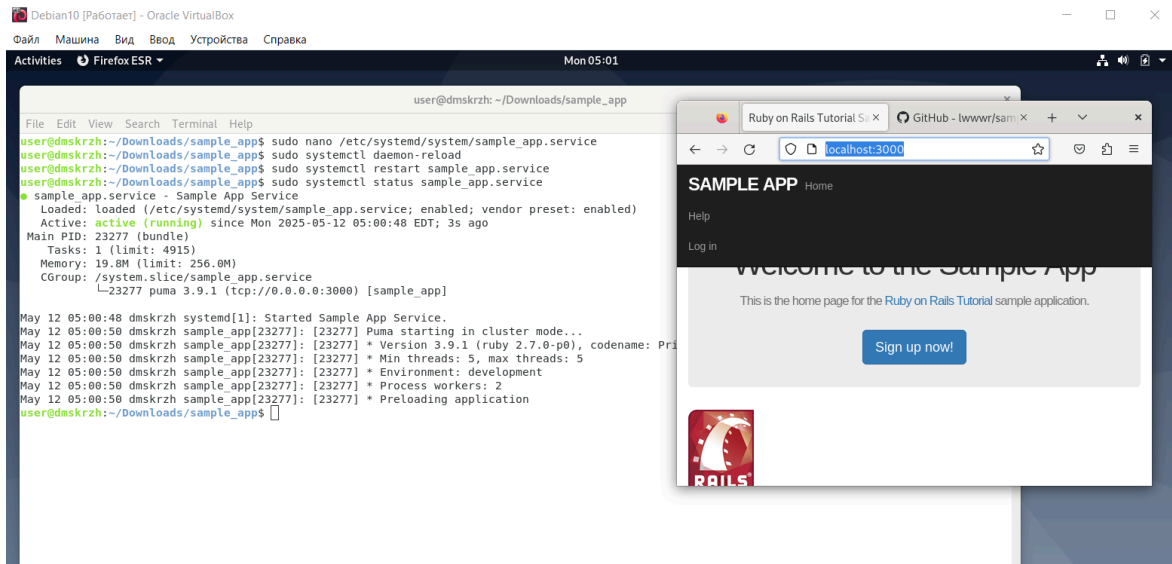 Debian10 [Работает] - Oracle VirtualBox
Файл Машина Вид Ввод Устройства Справка
Activities Firefox ESR Mon 05:01
user@dmskrzh: ~/Downloads/sample_app
File Edit View Search Terminal Help
user@dmskrzh:~/Downloads/sample_app$ sudo nano /etc/systemd/system/sample_app.service
user@dmskrzh:~/Downloads/sample_app$ sudo systemctl daemon-reload
user@dmskrzh:~/Downloads/sample_app$ sudo systemctl restart sample_app.service
user@dmskrzh:~/Downloads/sample_app$ sudo systemctl status sample_app.service
● sample_app.service - Sample App Service
Loaded: loaded (/etc/systemd/system/sample_app.service; enabled; vendor preset: enabled)
Active: active (running) since Mon 2025-05-12 05:00:48 EDT; 3s ago
Main PID: 23277 (bundle)
Tasks: 1 (limit: 4915)
Memory: 19.8M (limit: 256.0M)
CGroup: /system.slice/sample_app.service
└─23277 puma 3.9.1 (tcp://0.0.0.0:3000) [sample_app]
May 12 05:00:48 dmskrzh systemd[1]: Started Sample App Service.
May 12 05:00:50 dmskrzh sample_app[23277]: [23277] Puma starting in cluster mode...
May 12 05:00:50 dmskrzh sample_app[23277]: [23277] * Version 3.9.1 (ruby 2.7.0-p0), codename: Pri
May 12 05:00:50 dmskrzh sample_app[23277]: [23277] * Min threads: 5, max threads: 5
May 12 05:00:50 dmskrzh sample_app[23277]: [23277] * Environment: development
May 12 05:00:50 dmskrzh sample_app[23277]: [23277] * Process workers: 2
May 12 05:00:50 dmskrzh sample_app[23277]: [23277] * Preloading application
user@dmskrzh:~/Downloads/sample_app$
Ruby on Rails Tutorial Sa GitHub - lwwwr/sam
localhost:3000
SAMPLE APP Home
Help
Log in
Welcome to the Sample App
This is the home page for the Ruby on Rails Tutorial sample application.
Sign up now!
RAILS